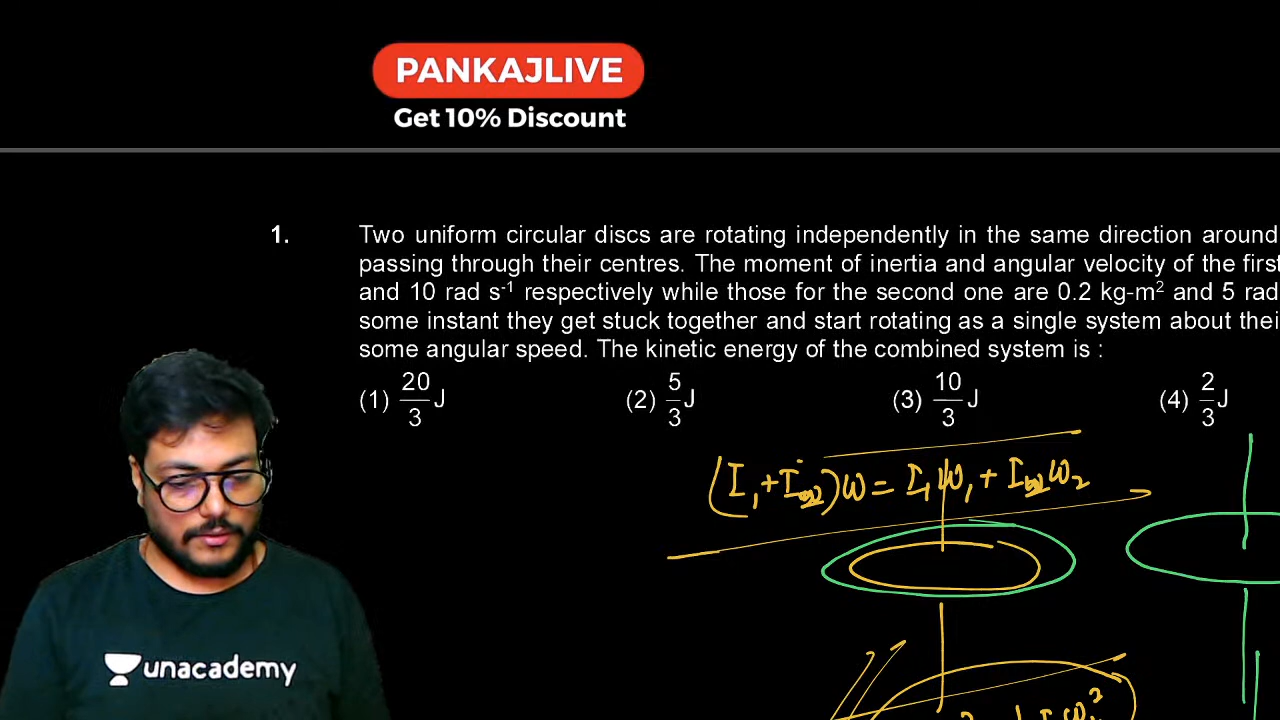 PANKAJLIVE
Get 10% Discount
1. Two uniform circular discs are rotating independently in the same direction around
passing through their centres. The moment of inertia and angular velocity of the first
and 10 rad s⁻¹ respectively while those for the second one are 0.2 kg-m² and 5 rad
some instant they get stuck together and start rotating as a single system about thei
some angular speed. The kinetic energy of the combined system is :
(1) 20/3 J (2) 5/3 J (3) 10/3 J (4) 2/3 J
(I₁+I₂)ω = I₁ω₁ + I₂ω₂
unacademy